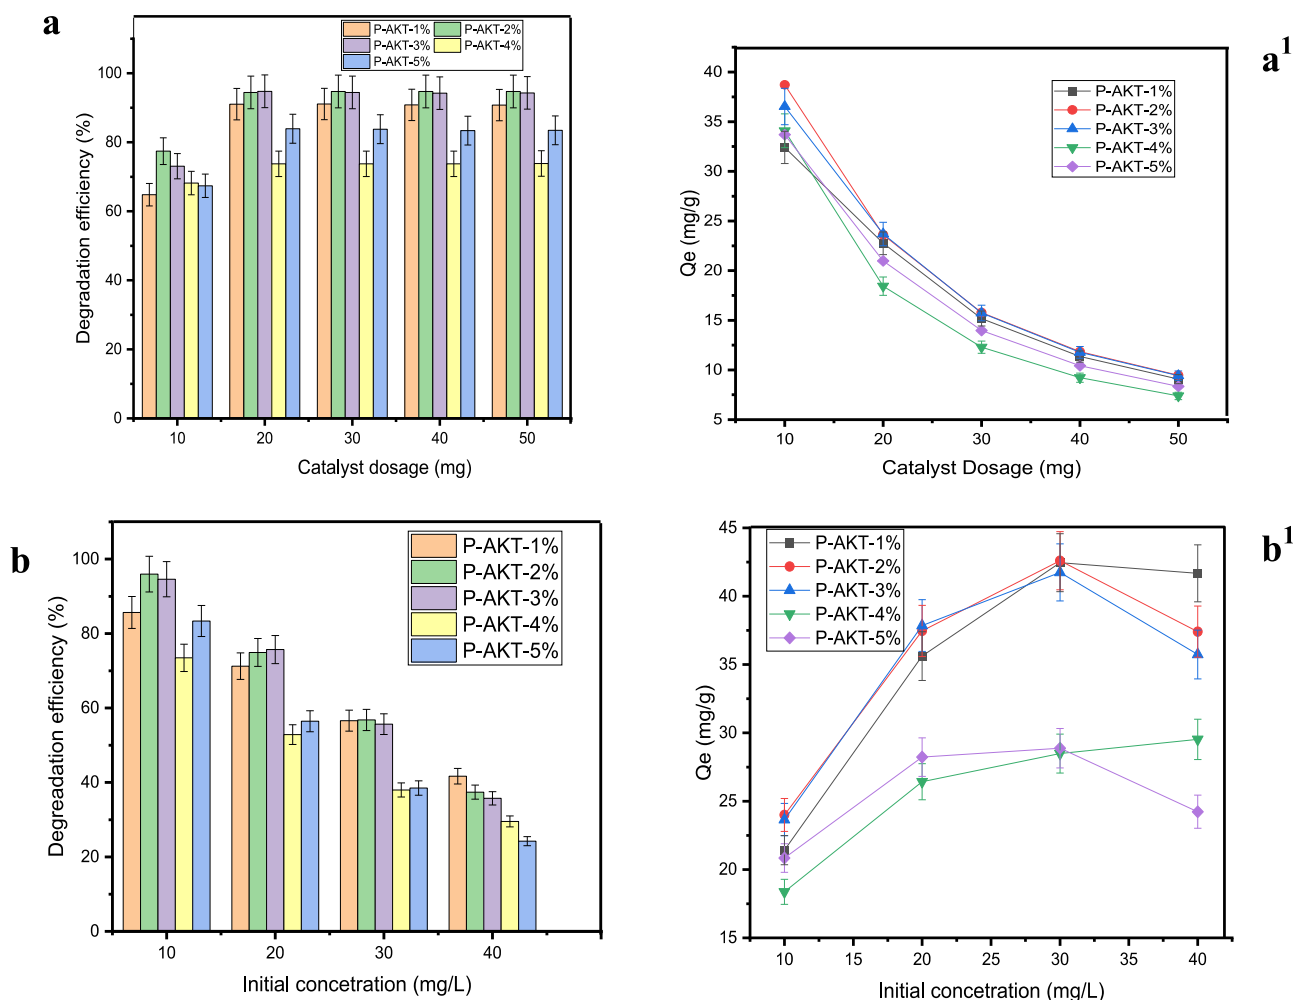 a
P-AKT-1% P-AKT-2%
P-AKT-3% P-AKT-4%
P-AKT-5%
100
80
60
40
20
0
Degradation efficiency (%)
10 20 30 40 50
Catalyst dosage (mg)
a1
P-AKT-1%
P-AKT-2%
P-AKT-3%
P-AKT-4%
P-AKT-5%
40
35
30
25
20
15
10
5
Qe (mg/g)
10 20 30 40 50
Catalyst Dosage (mg)
b
P-AKT-1%
P-AKT-2%
P-AKT-3%
P-AKT-4%
P-AKT-5%
100
80
60
40
20
0
Degreadation efficiency (%)
10 20 30 40
Initial concetration (mg/L)
b1
P-AKT-1%
P-AKT-2%
P-AKT-3%
P-AKT-4%
P-AKT-5%
45
40
35
30
25
20
15
Qe (mg/g)
10 15 20 25 30 35 40
Initial concetration (mg/L)